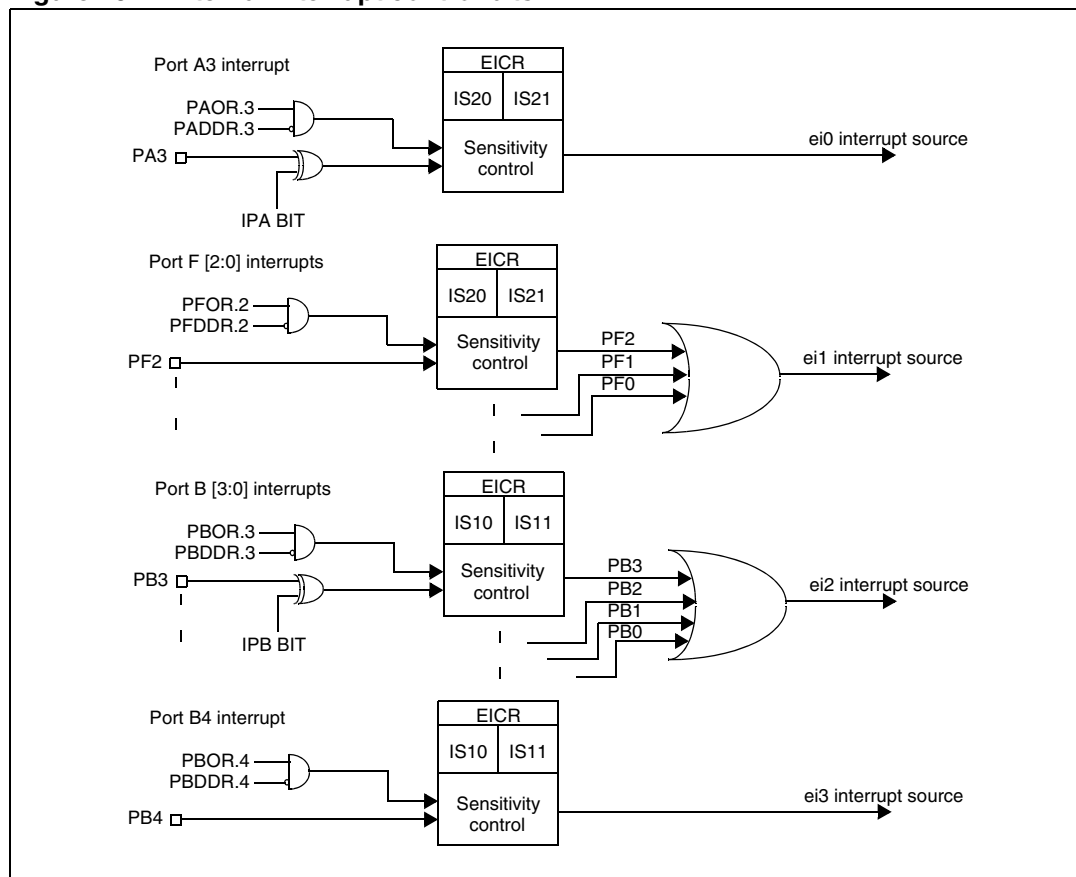 Port A3 interrupt
EICR
IS20 IS21
PAOR.3
PADDR.3
Sensitivity
control
PA3
IPA BIT
ei0 interrupt source
Port F [2:0] interrupts
EICR
IS20 IS21
PFOR.2
PFDDR.2
Sensitivity
control
PF2
PF2
PF1
PF0
ei1 interrupt source
Port B [3:0] interrupts
EICR
IS10 IS11
PBOR.3
PBDDR.3
Sensitivity
control
PB3
IPB BIT
PB3
PB2
PB1
PB0
ei2 interrupt source
Port B4 interrupt
EICR
IS10 IS11
PBOR.4
PBDDR.4
Sensitivity
control
PB4
ei3 interrupt source